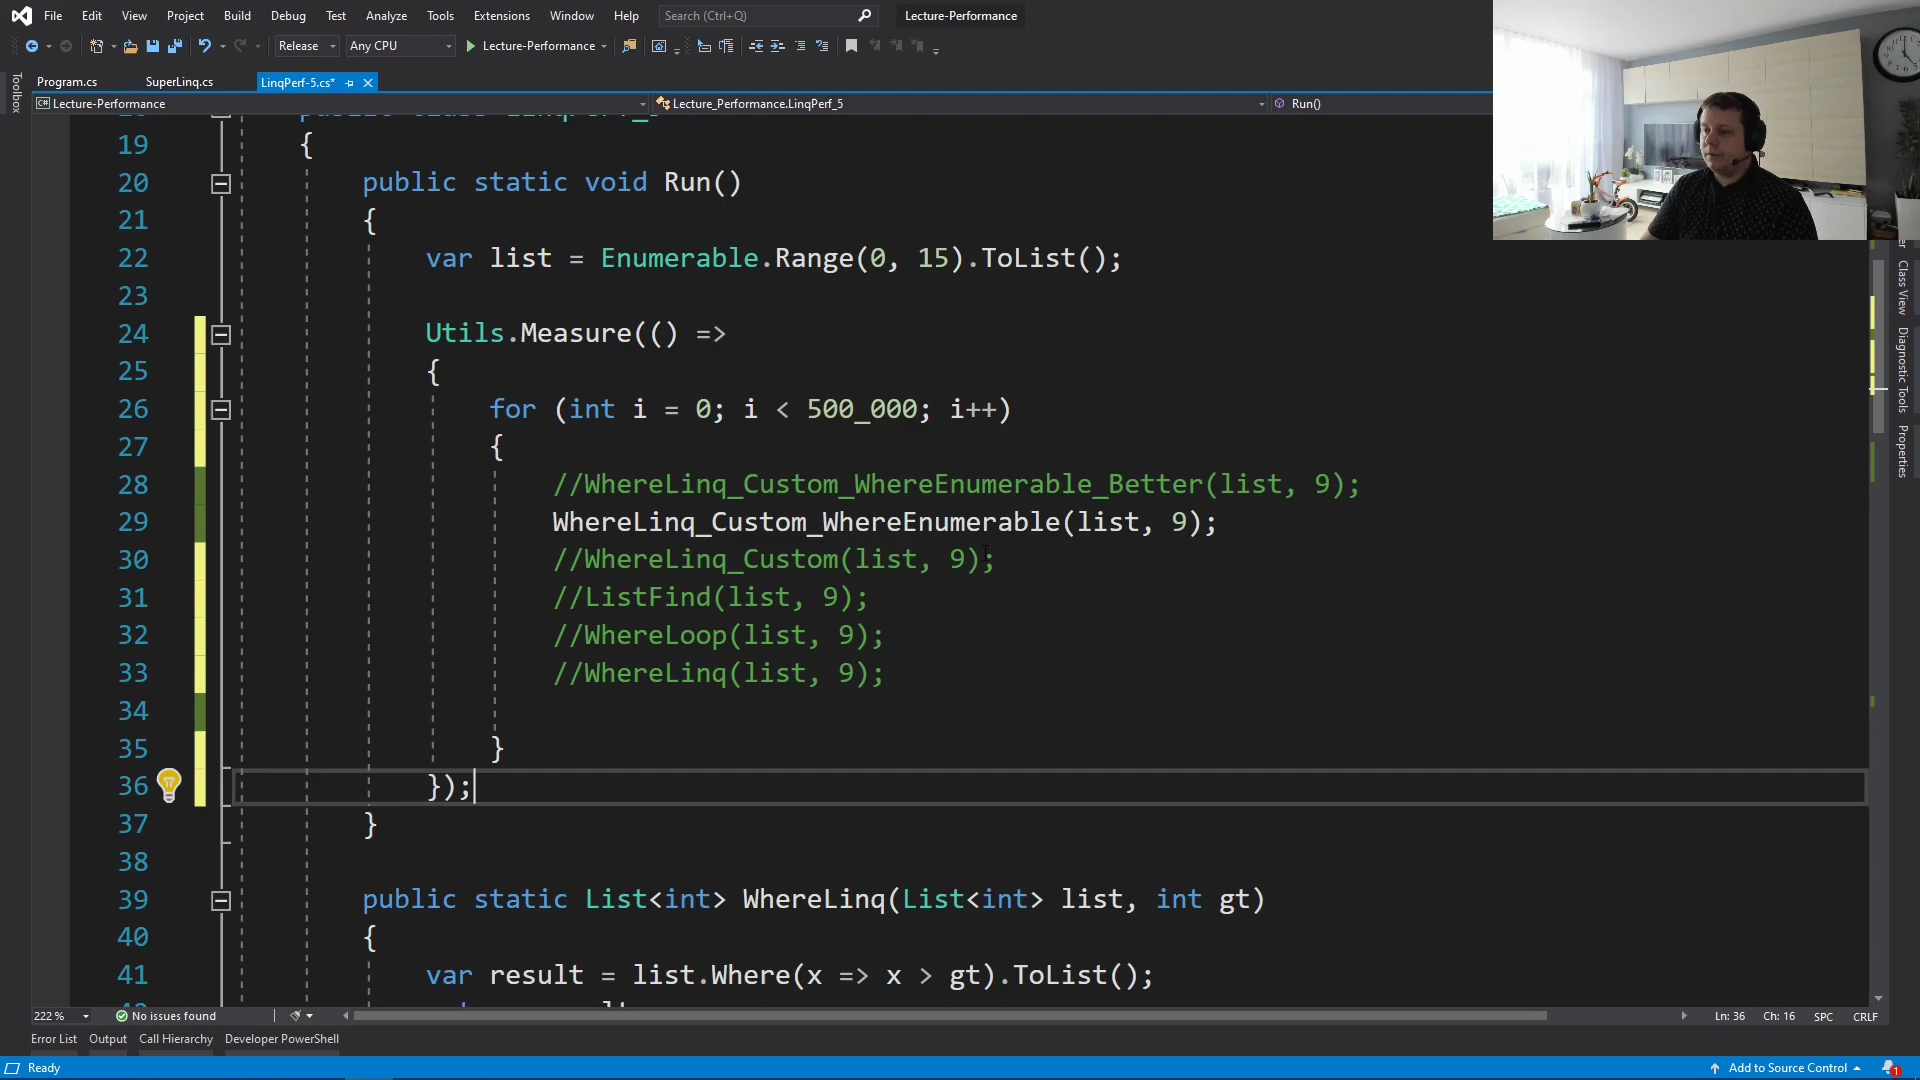 File Edit View Project Build Debug Test Analyze Tools Extensions Window Help Search (Ctrl+Q) Lecture-Performance
Release Any CPU Lecture-Performance
Toolbox
Program.cs SuperLinq.cs LinqPerf-5.cs*
Lecture-Performance Lecture_Performance.LinqPerf_5 Run()
19 {
20 public static void Run()
21 {
22 var list = Enumerable.Range(0, 15).ToList();
23
24 Utils.Measure(() =>
25 {
26 for (int i = 0; i < 500_000; i++)
27 {
28 //WhereLinq_Custom_WhereEnumerable_Better(list, 9);
29 WhereLinq_Custom_WhereEnumerable(list, 9);
30 //WhereLinq_Custom(list, 9);
31 //ListFind(list, 9);
32 //WhereLoop(list, 9);
33 //WhereLinq(list, 9);
34
35 }
36 });
37 }
38
39 public static List<int> WhereLinq(List<int> list, int gt)
40 {
41 var result = list.Where(x => x > gt).ToList();
Class View
Diagnostic Tools
Properties
222 % No issues found Ln: 36 Ch: 16 SPC CRLF
Error List Output Call Hierarchy Developer PowerShell
Ready Add to Source Control 1